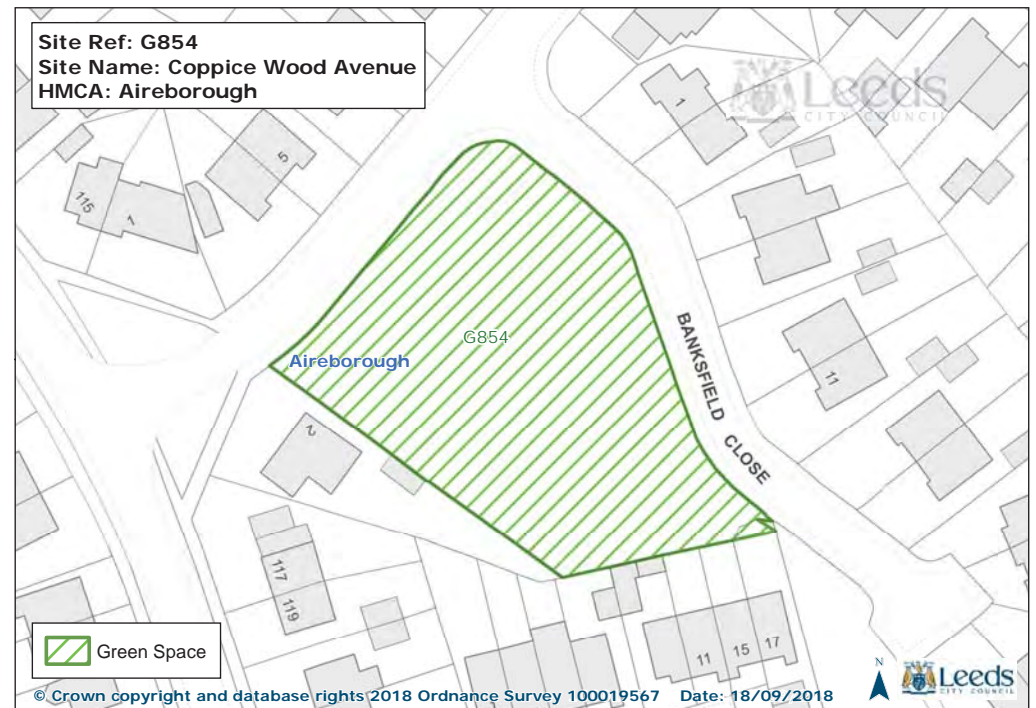 Site Ref: G854
Site Name: Coppice Wood Avenue
HMCA: Aireborough
Leeds
CITY COUNCIL
1
5
115
1
G854
Aireborough
BANKSFIELD CLOSE
11
2
117
119
11 15 17
Green Space
N
Leeds
CITY COUNCIL
© Crown copyright and database rights 2018 Ordnance Survey 100019567 Date: 18/09/2018